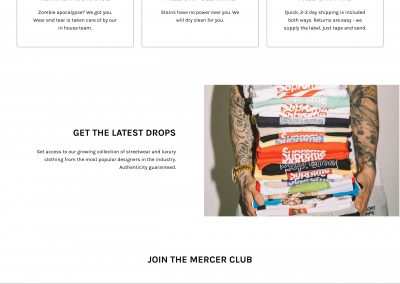 Zombie apocalypse? We got you.
Wear and tear is taken care of by our
in house team.
Stains have no power over you. We
will dry clean for you.
Quick, 2-3 day shipping is included
both ways. Returns are easy - we
supply the label, just tape and send.
GET THE LATEST DROPS
Get access to our growing collection of streetwear and luxury
clothing from the most popular designers in the industry.
Authenticity guaranteed.
Supreme
Supreme
Supreme
Supreme
Supreme
JOIN THE MERCER CLUB